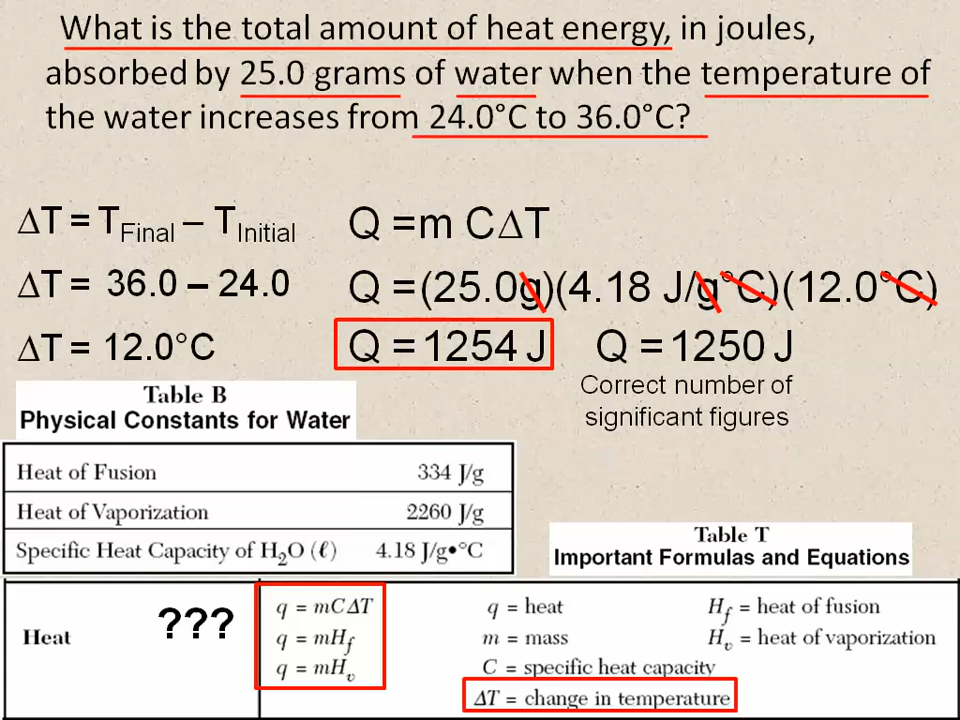 What is the total amount of heat energy, in joules,
absorbed by 25.0 grams of water when the temperature of
the water increases from 24.0°C to 36.0°C?
ΔT = TFinal – TInitial
ΔT = 36.0 – 24.0
ΔT = 12.0°C
Q = m CΔT
Q = (25.0g)(4.18 J/g°C)(12.0°C)
Q = 1254 J
Q = 1250 J
Correct number of
significant figures
Table B
Physical Constants for Water
Heat of Fusion 334 J/g
Heat of Vaporization 2260 J/g
Specific Heat Capacity of H2O (ℓ) 4.18 J/g•°C
Table T
Important Formulas and Equations
Heat
???
q = mCΔT
q = mHf
q = mHv
q = heat
m = mass
C = specific heat capacity
ΔT = change in temperature
Hf = heat of fusion
Hv = heat of vaporization